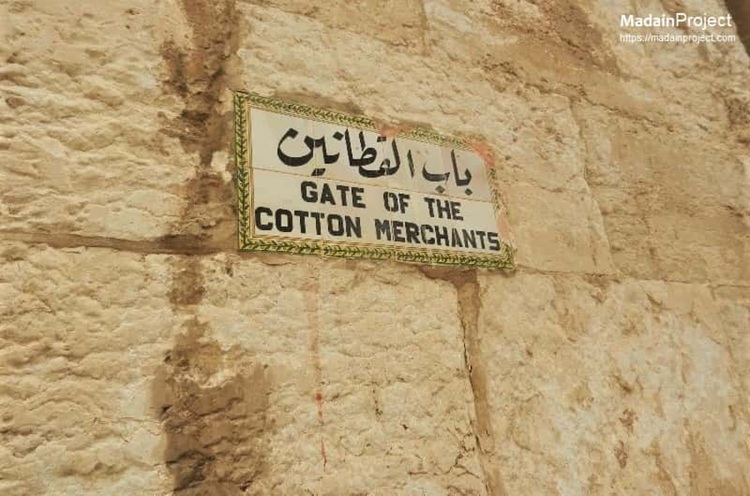 MadainProject
https://madainproject.com
باب القطانين
GATE OF THE
COTTON MERCHANTS